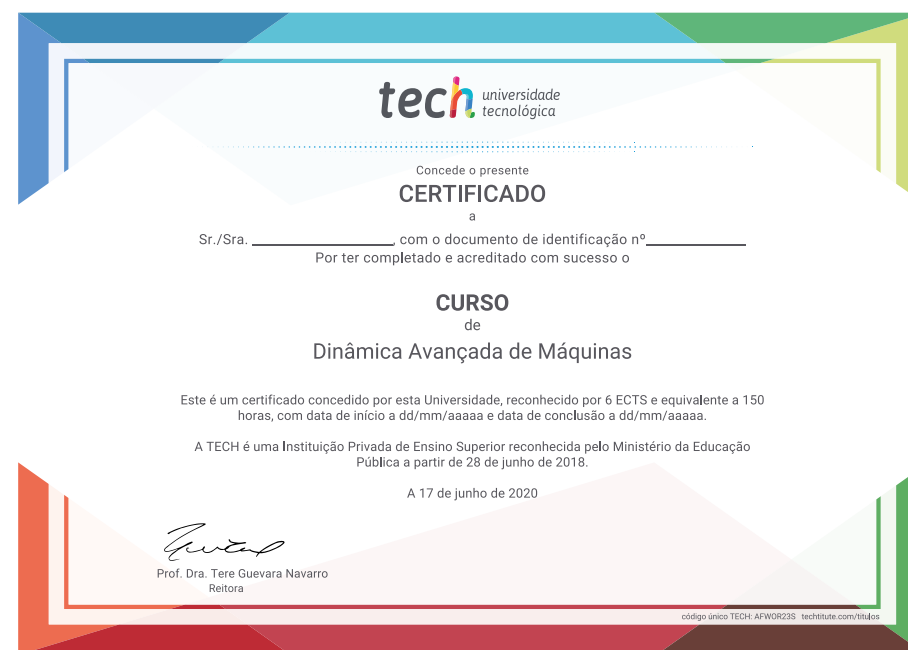 tech universidade
tecnológica
Concede o presente
CERTIFICADO
a
Sr./Sra. , com o documento de identificação nº
Por ter completado e acreditado com sucesso o
CURSO
de
Dinâmica Avançada de Máquinas
Este é um certificado concedido por esta Universidade, reconhecido por 6 ECTS e equivalente a 150
horas, com data de início a dd/mm/aaaaa e data de conclusão a dd/mm/aaaaa.
A TECH é uma Instituição Privada de Ensino Superior reconhecida pelo Ministério da Educação
Pública a partir de 28 de junho de 2018.
A 17 de junho de 2020
Prof. Dra. Tere Guevara Navarro
Reitora
código único TECH: AFWOR23S techtitute.com/titulos